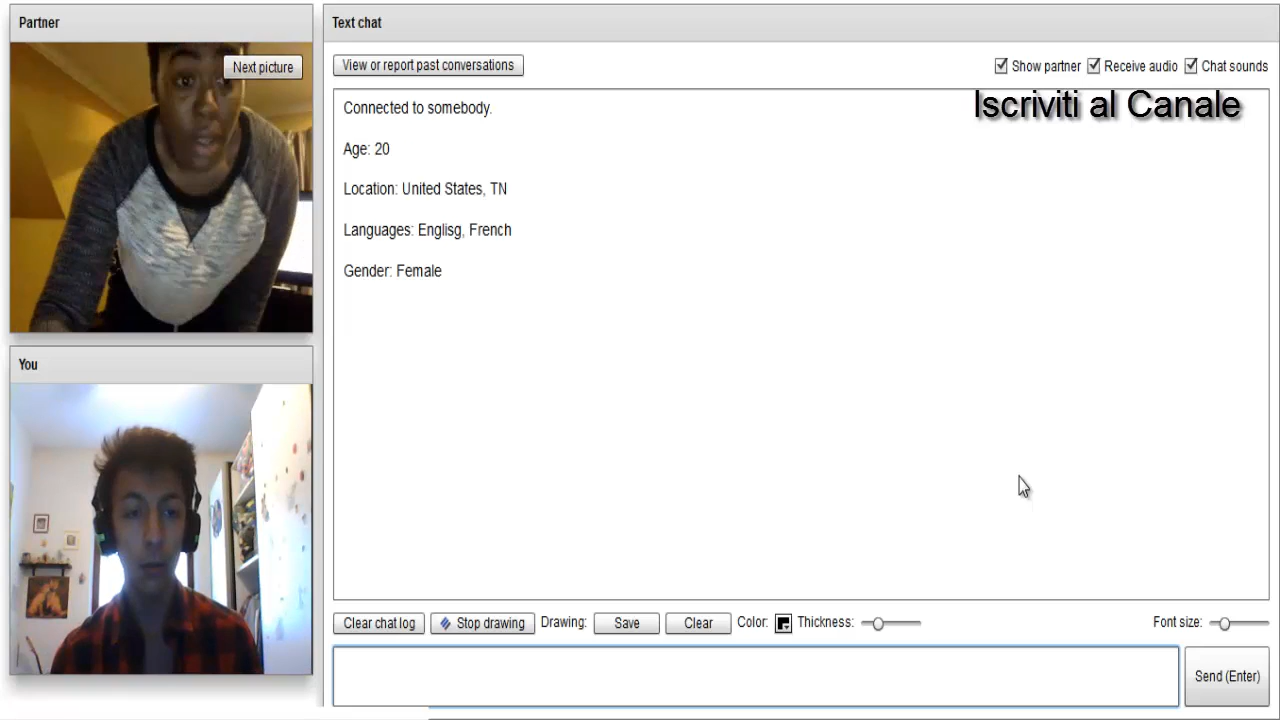 Partner
Text chat
Next picture
View or report past conversations
Show partner
Receive audio
Chat sounds
Iscriviti al Canale
Connected to somebody.
Age: 20
Location: United States, TN
Languages: Englisg, French
Gender: Female
You
Clear chat log
Stop drawing
Drawing:
Save
Clear
Color:
Thickness:
Font size:
Send (Enter)